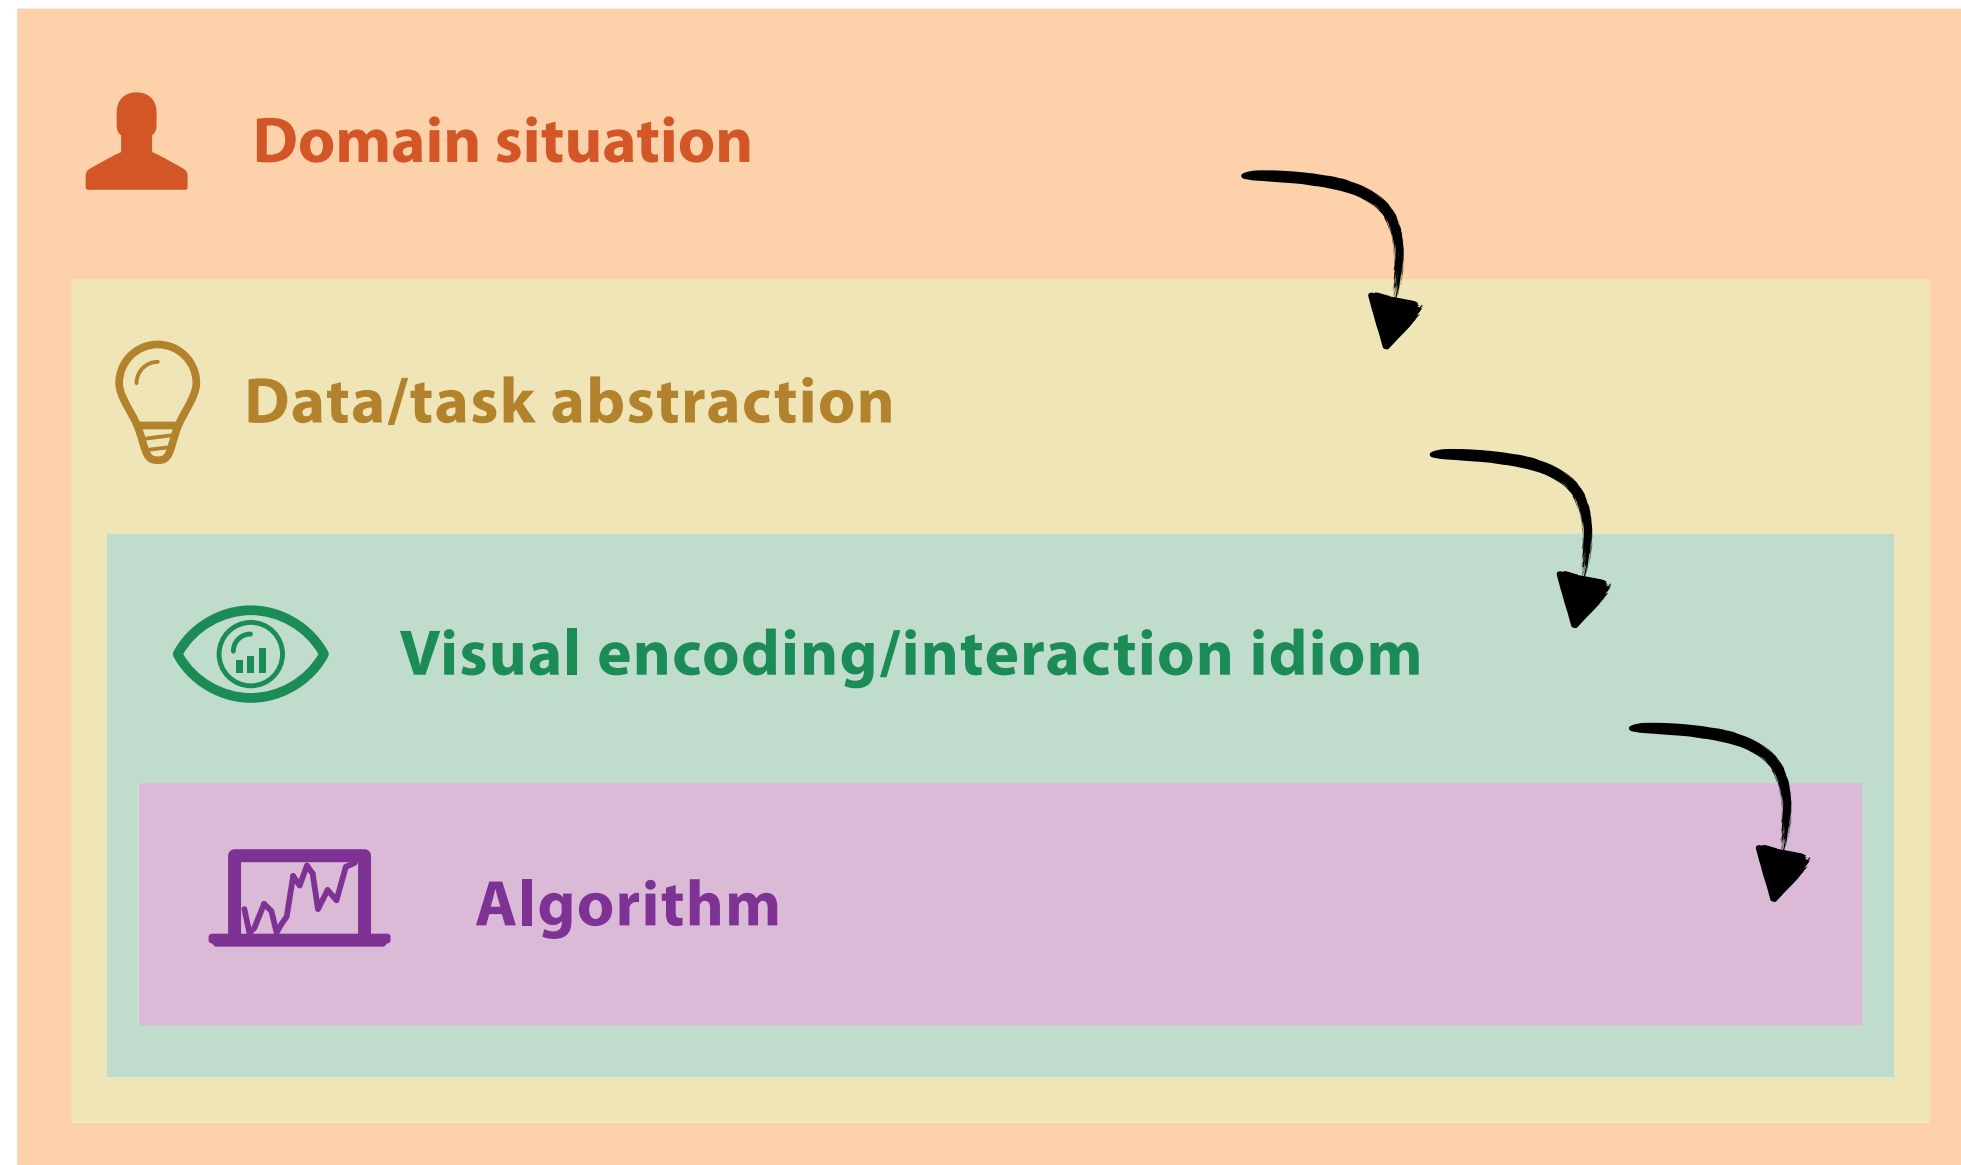 Domain situation
Data/task abstraction
Visual encoding/interaction idiom
Algorithm